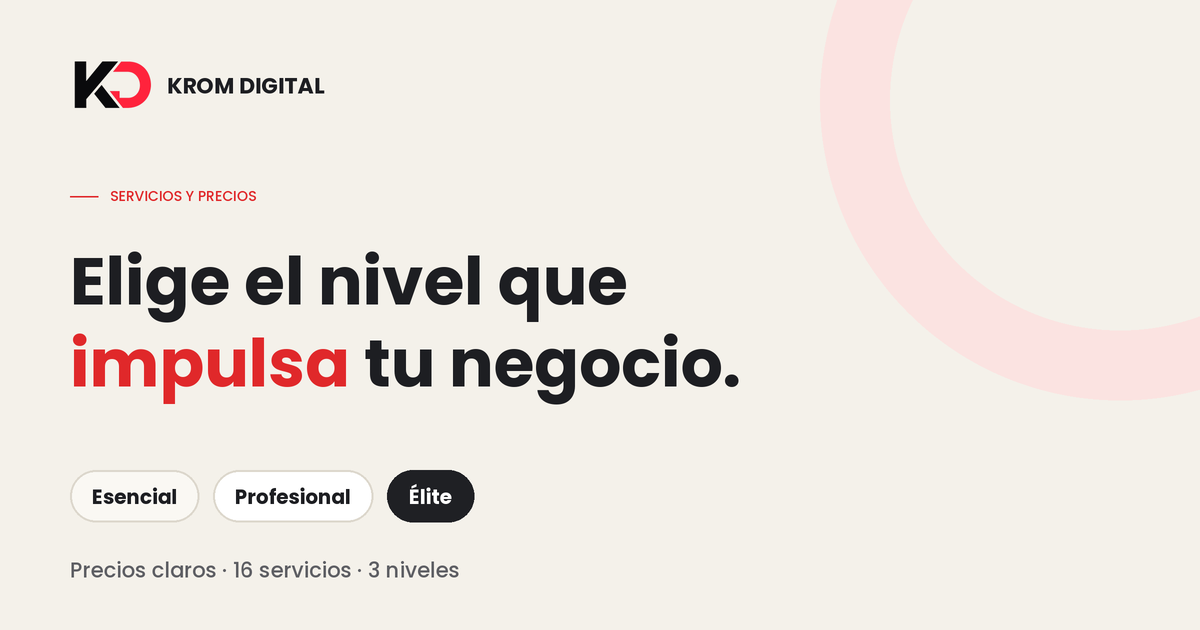 KD KROM DIGITAL
SERVICIOS Y PRECIOS
Elige el nivel que
impulsa tu negocio.
Esencial Profesional Élite
Precios claros · 16 servicios · 3 niveles